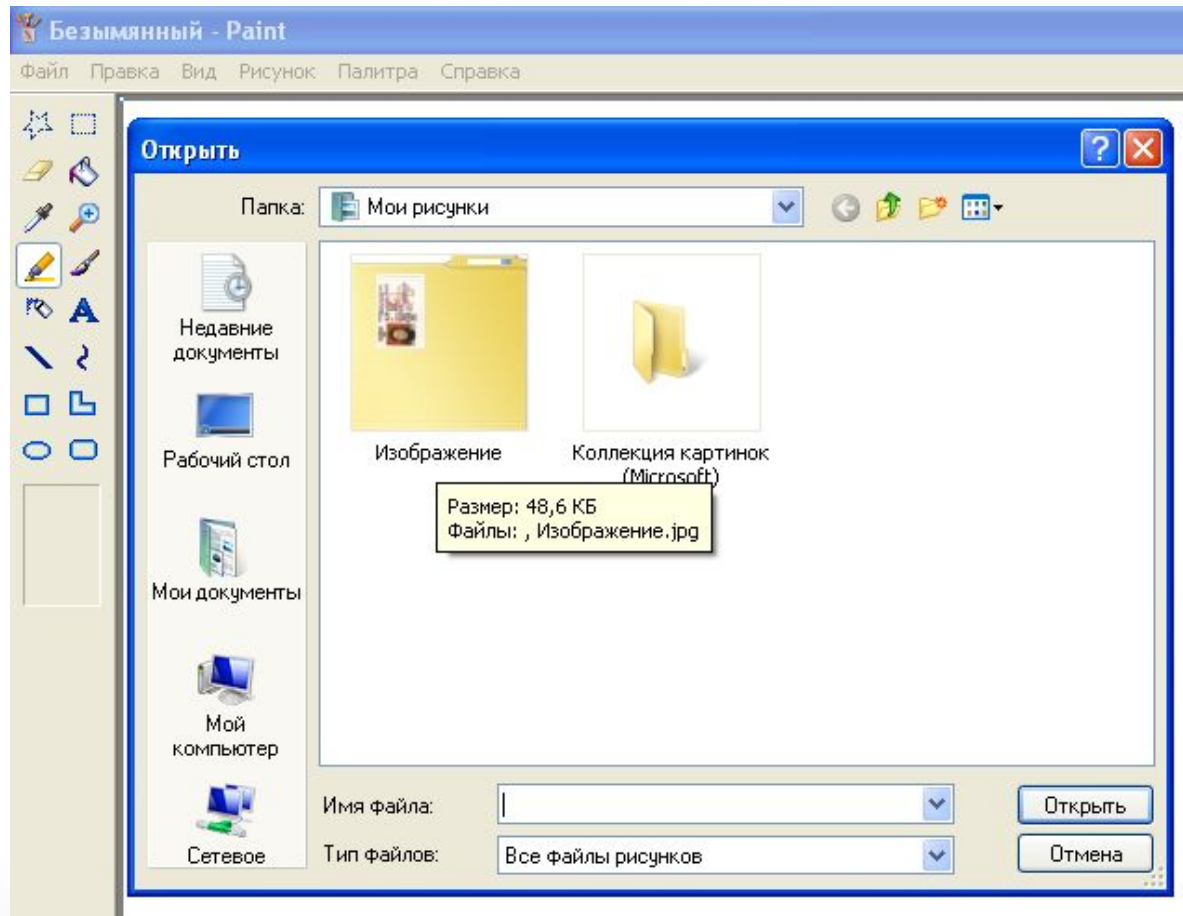 Безымянный - Paint
Файл Правка Вид Рисунок Палитра Справка
Открыть
Папка: Мои рисунки
Недавние
документы
Рабочий стол
Мои документы
Мой
компьютер
Сетевое
Изображение
Коллекция картинок
(Microsoft)
Размер: 48,6 КБ
Файлы: , Изображение.jpg
Имя файла:
Открыть
Тип файлов: Все файлы рисунков
Отмена